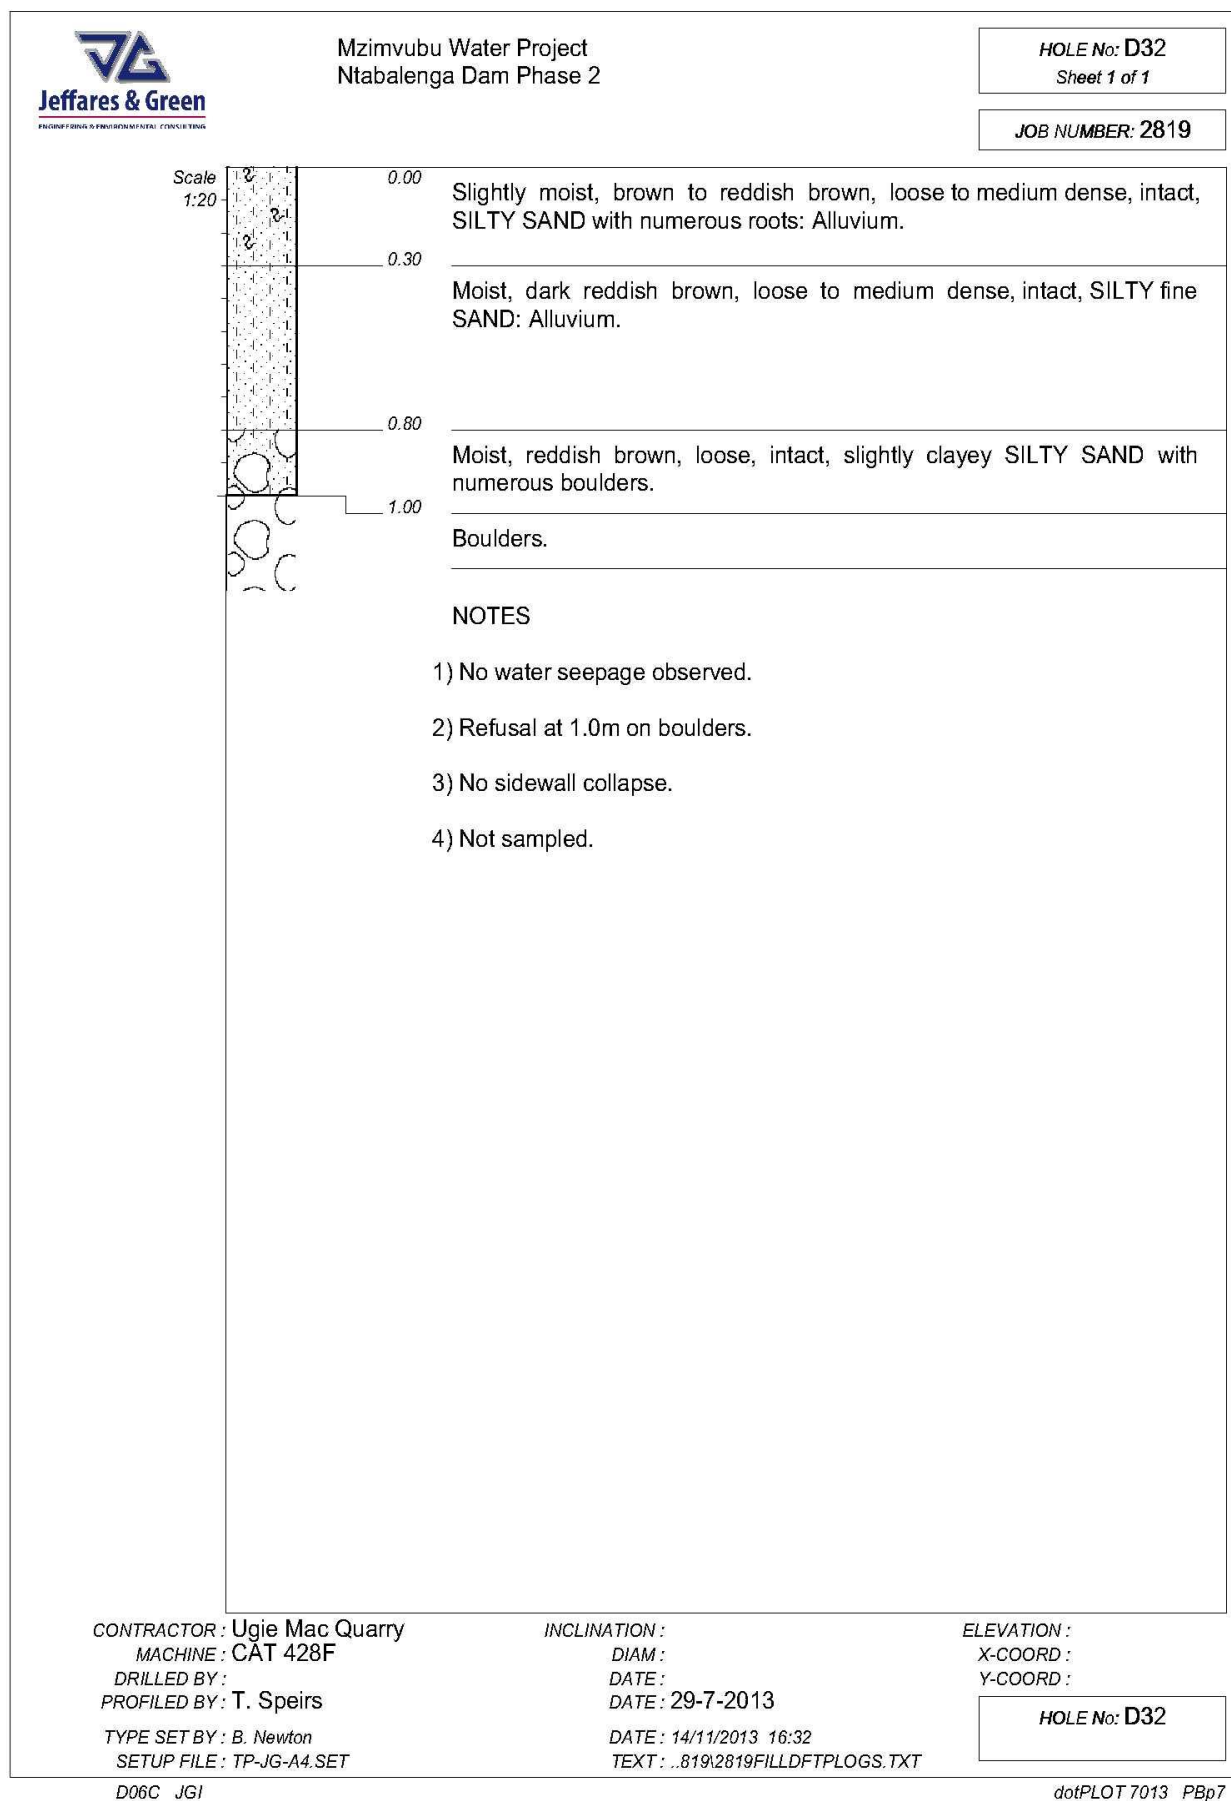 Jeffares & Green
ENGINEERING & ENVIRONMENTAL CONSULTING
Mzimvubu Water Project
Ntabalenga Dam Phase 2
HOLE No: D32
Sheet 1 of 1
JOB NUMBER: 2819
Scale
1:20
0.00
Slightly moist, brown to reddish brown, loose to medium dense, intact,
SILTY SAND with numerous roots: Alluvium.
0.30
Moist, dark reddish brown, loose to medium dense, intact, SILTY fine
SAND: Alluvium.
0.80
Moist, reddish brown, loose, intact, slightly clayey SILTY SAND with
numerous boulders.
1.00
Boulders.
NOTES
1) No water seepage observed.
2) Refusal at 1.0m on boulders.
3) No sidewall collapse.
4) Not sampled.
CONTRACTOR : Ugie Mac Quarry
MACHINE : CAT 428F
DRILLED BY :
PROFILED BY : T. Speirs
TYPE SET BY : B. Newton
SETUP FILE : TP-JG-A4.SET
INCLINATION :
DIAM :
DATE :
DATE : 29-7-2013
DATE : 14/11/2013 16:32
TEXT : ..819\2819FILLDFTPLOGS.TXT
ELEVATION :
X-COORD :
Y-COORD :
HOLE No: D32
D06C JGI
dotPLOT 7013 PBp7